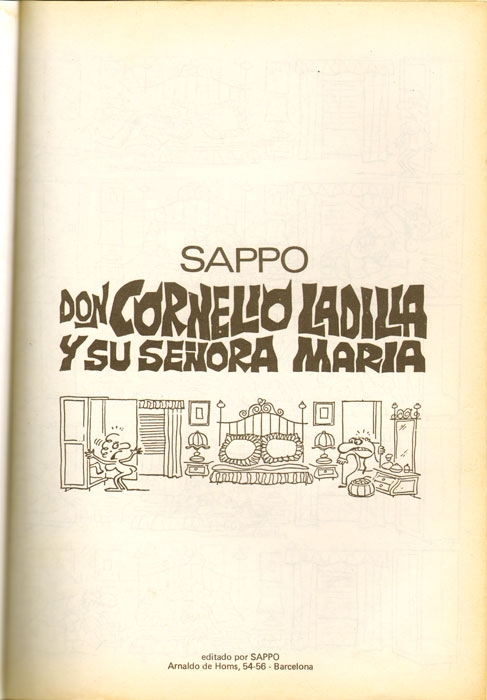 SAPPO
DON CORNELIO LADILLA
Y SU SEÑORA MARIA
editado por SAPPO
Arnaldo de Homs, 54-56 - Barcelona